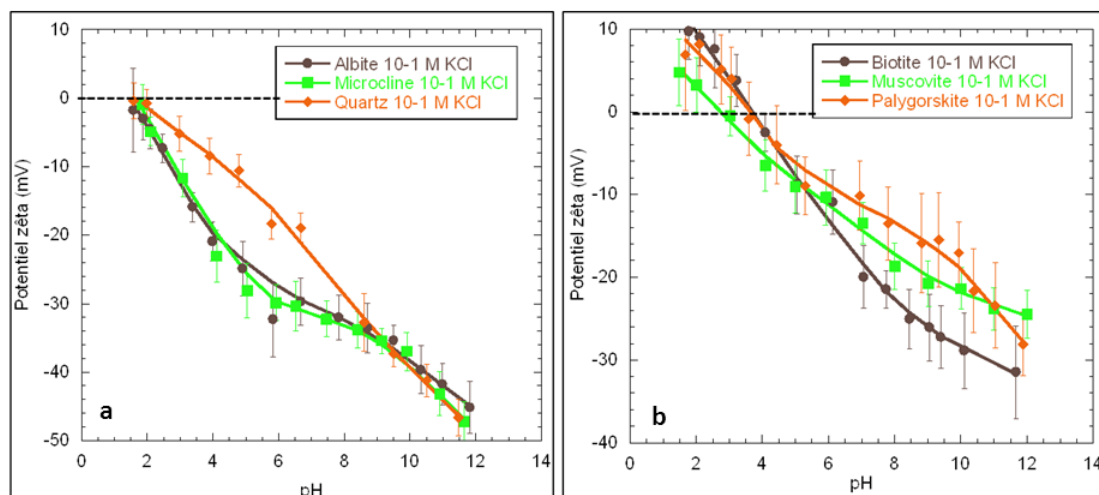 10
0
-10
-20
-30
-40
-50
Potentiel zêta (mV)
Albite 10-1 M KCl
Microcline 10-1 M KCl
Quartz 10-1 M KCl
a
0 2 4 6 8 10 12 14
pH
10
0
-10
-20
-30
-40
Potentiel zêta (mV)
Biotite 10-1 M KCl
Muscovite 10-1 M KCl
Palygorskite 10-1 M KCl
b
0 2 4 6 8 10 12 14
pH